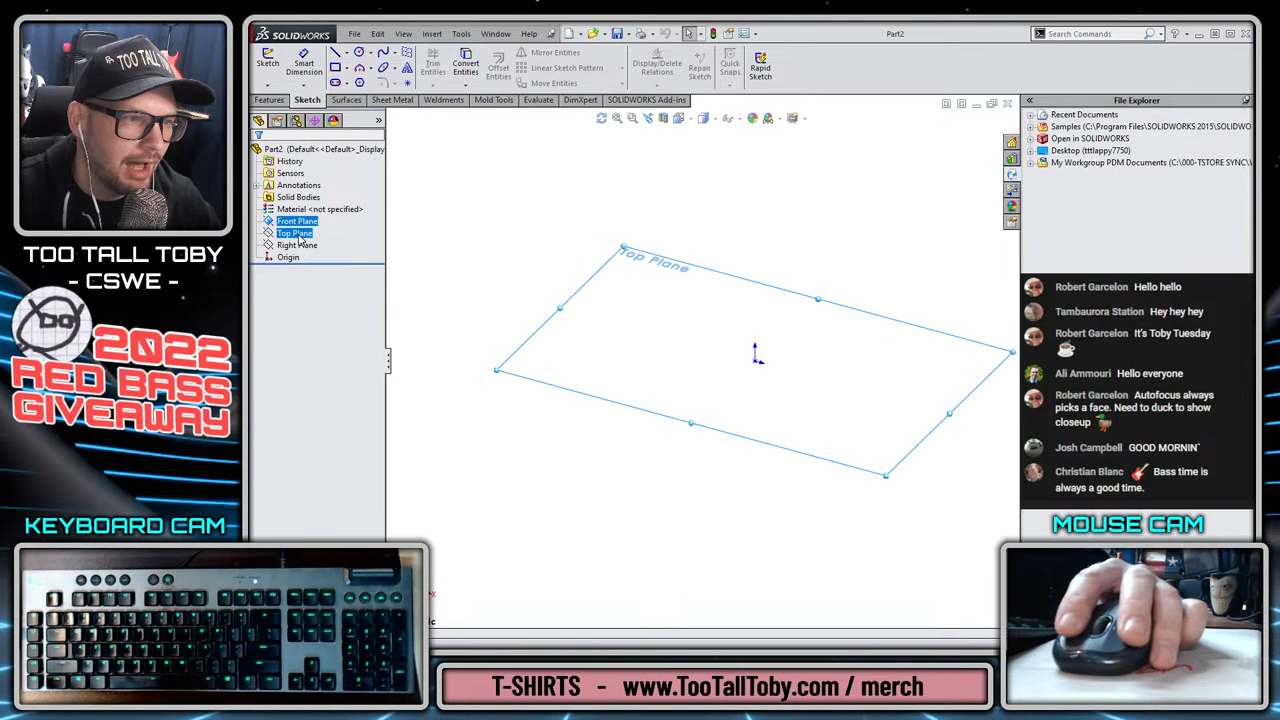 TOO TALL TO
TOO TALL TOBY
- CSWE -
2022
RED BASS
GIVEAWAY
KEYBOARD CAM
SOLIDWORKS File Edit View Insert Tools Window Help
Part2
Search Commands
Sketch
Smart Dimension
Trim Entities
Convert Entities
Offset Entities
Mirror Entities
Linear Sketch Pattern
Move Entities
Display/Delete Relations
Repair Sketch
Quick Snaps
Rapid Sketch
Features Sketch Surfaces Sheet Metal Weldments Mold Tools Evaluate DimXpert SOLIDWORKS Add-Ins
Part2 (Default<<Default>_Display
History
Sensors
Annotations
Solid Bodies
Material <not specified>
Front Plane
Top Plane
Right Plane
Origin
Top Plane
File Explorer
Recent Documents
Samples (C:\Program Files\SOLIDWORKS 2015\SOLIDWO
Open in SOLIDWORKS
Desktop (tttlappy7750)
My Workgroup PDM Documents (C:\000-TSTORE SYNC\
Robert Garcelon Hello hello
Tambaurora Station Hey hey hey
Robert Garcelon It's Toby Tuesday
Ali Ammouri Hello everyone
Robert Garcelon Autofocus always
picks a face. Need to duck to show
closeup
Josh Campbell GOOD MORNIN`
Christian Blanc Bass time is
always a good time.
MOUSE CAM
T-SHIRTS - www.TooTallToby.com / merch